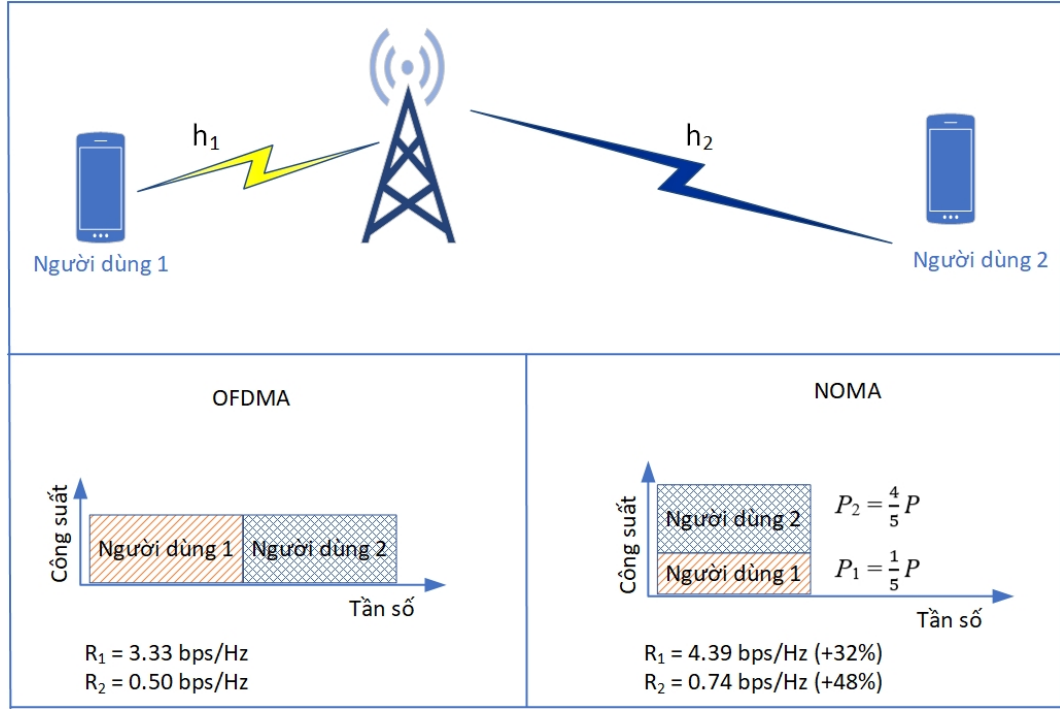 h₁
h₂
Người dùng 1
Người dùng 2
OFDMA
Công suất
Người dùng 1
Người dùng 2
Tần số
R₁ = 3.33 bps/Hz
R₂ = 0.50 bps/Hz
NOMA
Công suất
Người dùng 2
P₂ = 4/5 P
Người dùng 1
P₁ = 1/5 P
Tần số
R₁ = 4.39 bps/Hz (+32%)
R₂ = 0.74 bps/Hz (+48%)